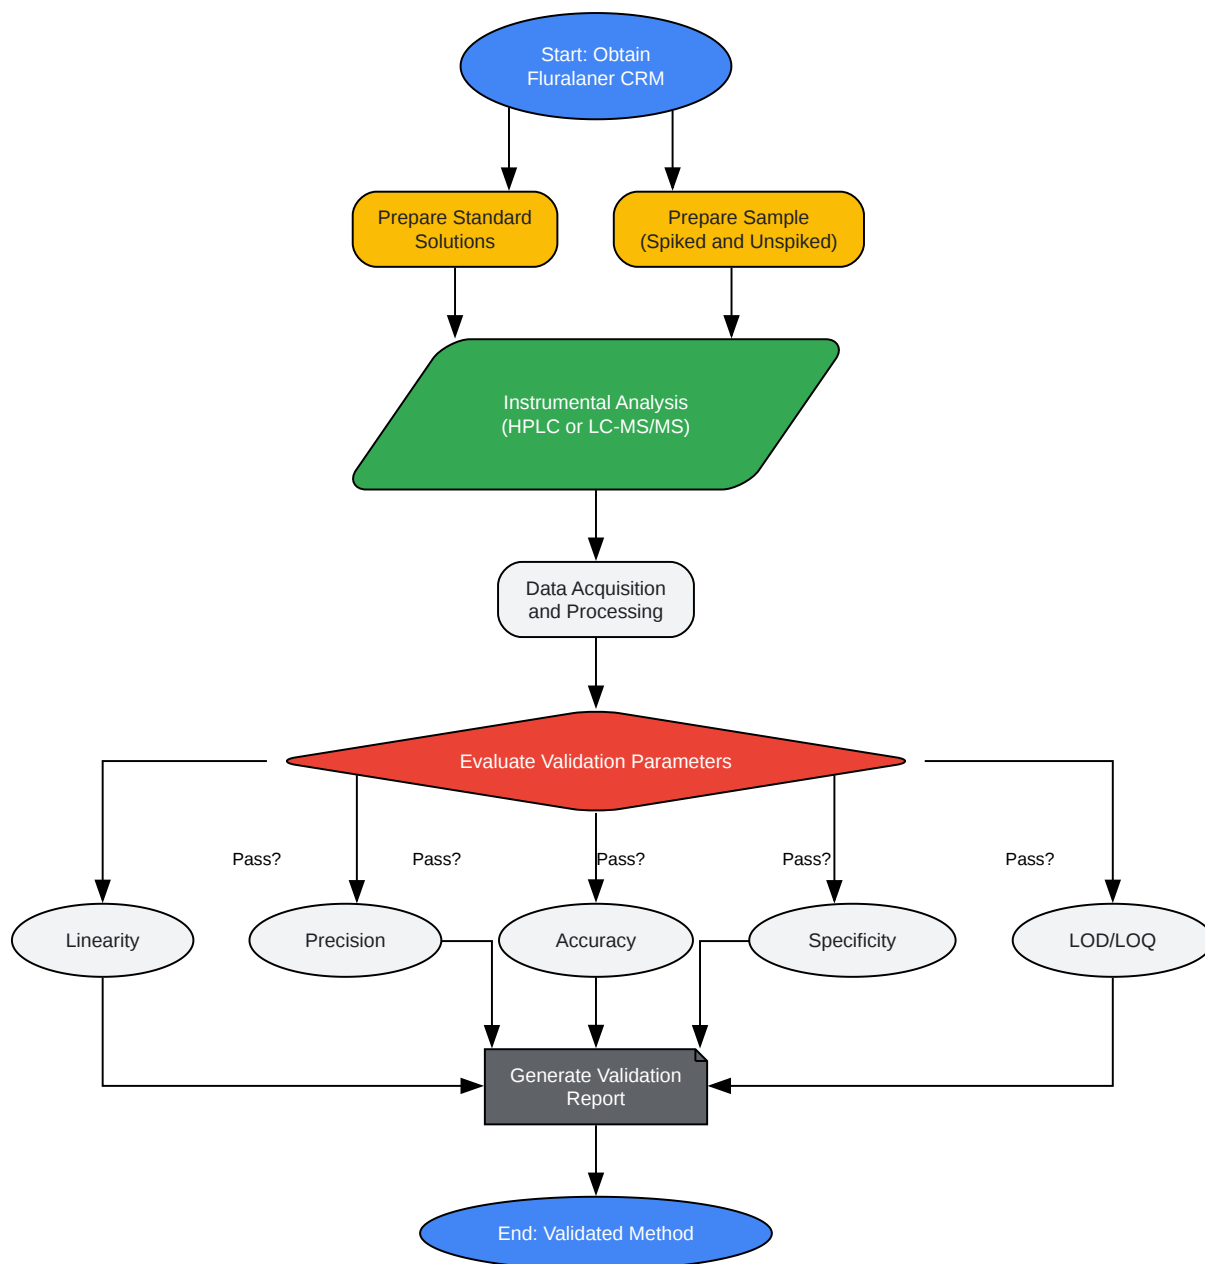 Start: Obtain
Fluralaner CRM
Prepare Standard
Solutions
Prepare Sample
(Spiked and Unspiked)
Instrumental Analysis
(HPLC or LC-MS/MS)
Data Acquisition
and Processing
Evaluate Validation Parameters
Pass?
Pass?
Pass?
Pass?
Pass?
Linearity
Precision
Accuracy
Specificity
LOD/LOQ
Generate Validation
Report
End: Validated Method